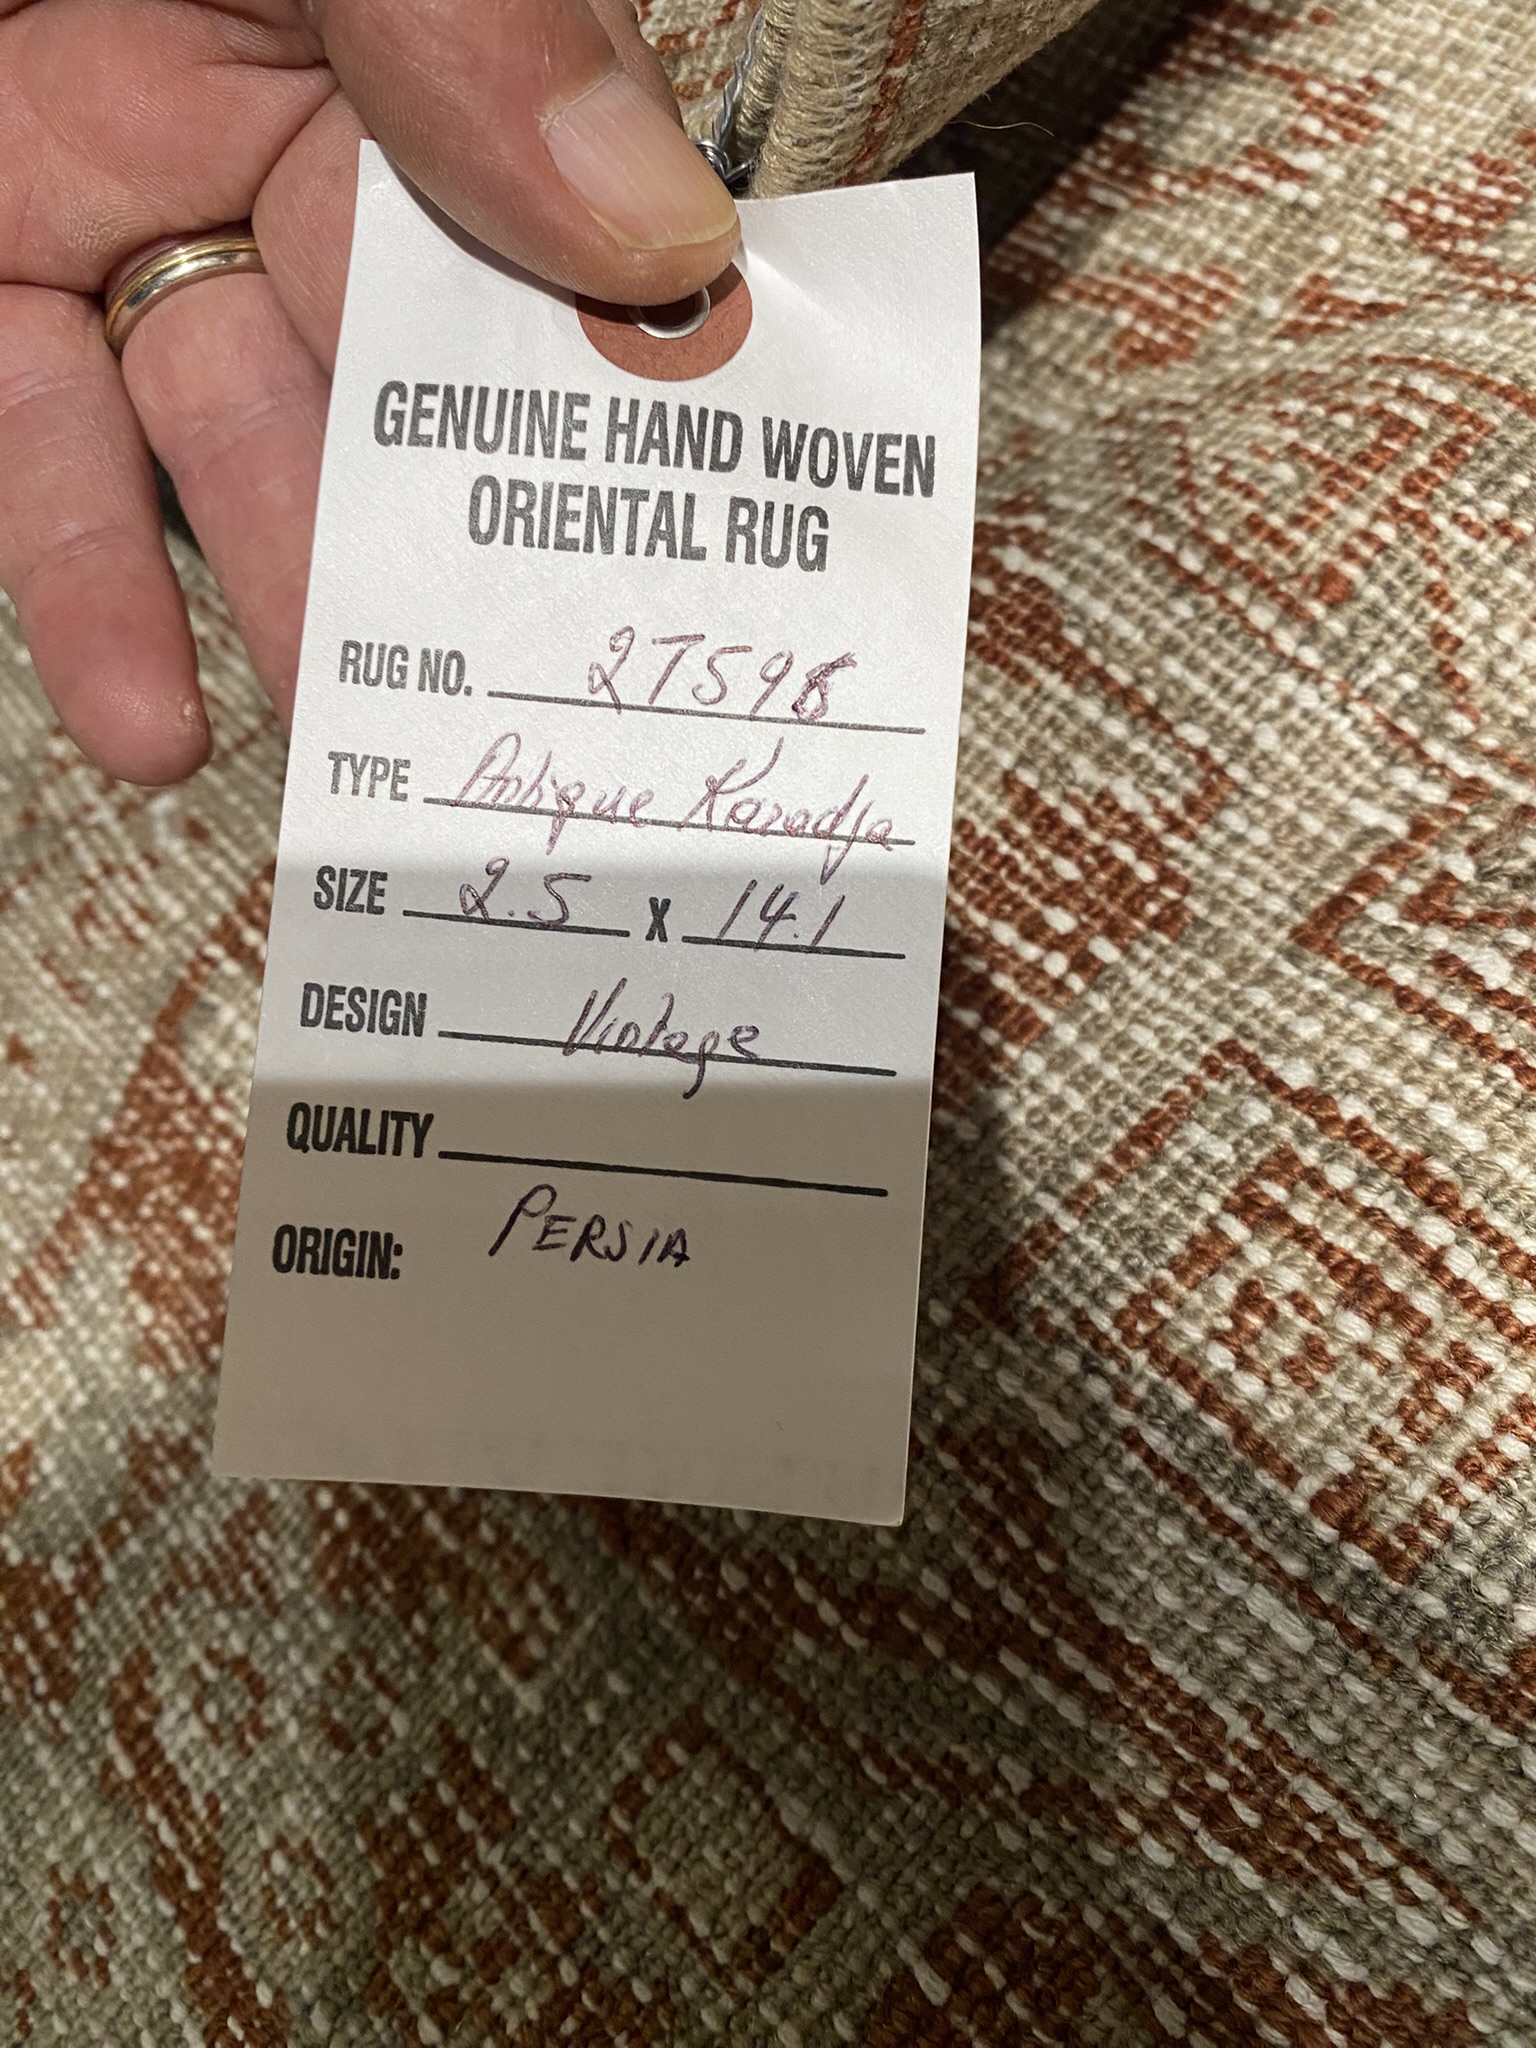 GENUINE HAND WOVEN
ORIENTAL RUG
RUG NO. 27598
TYPE Antique Karadja
SIZE 2.5 X 14.1
DESIGN Vintage
QUALITY
ORIGIN: PERSIA